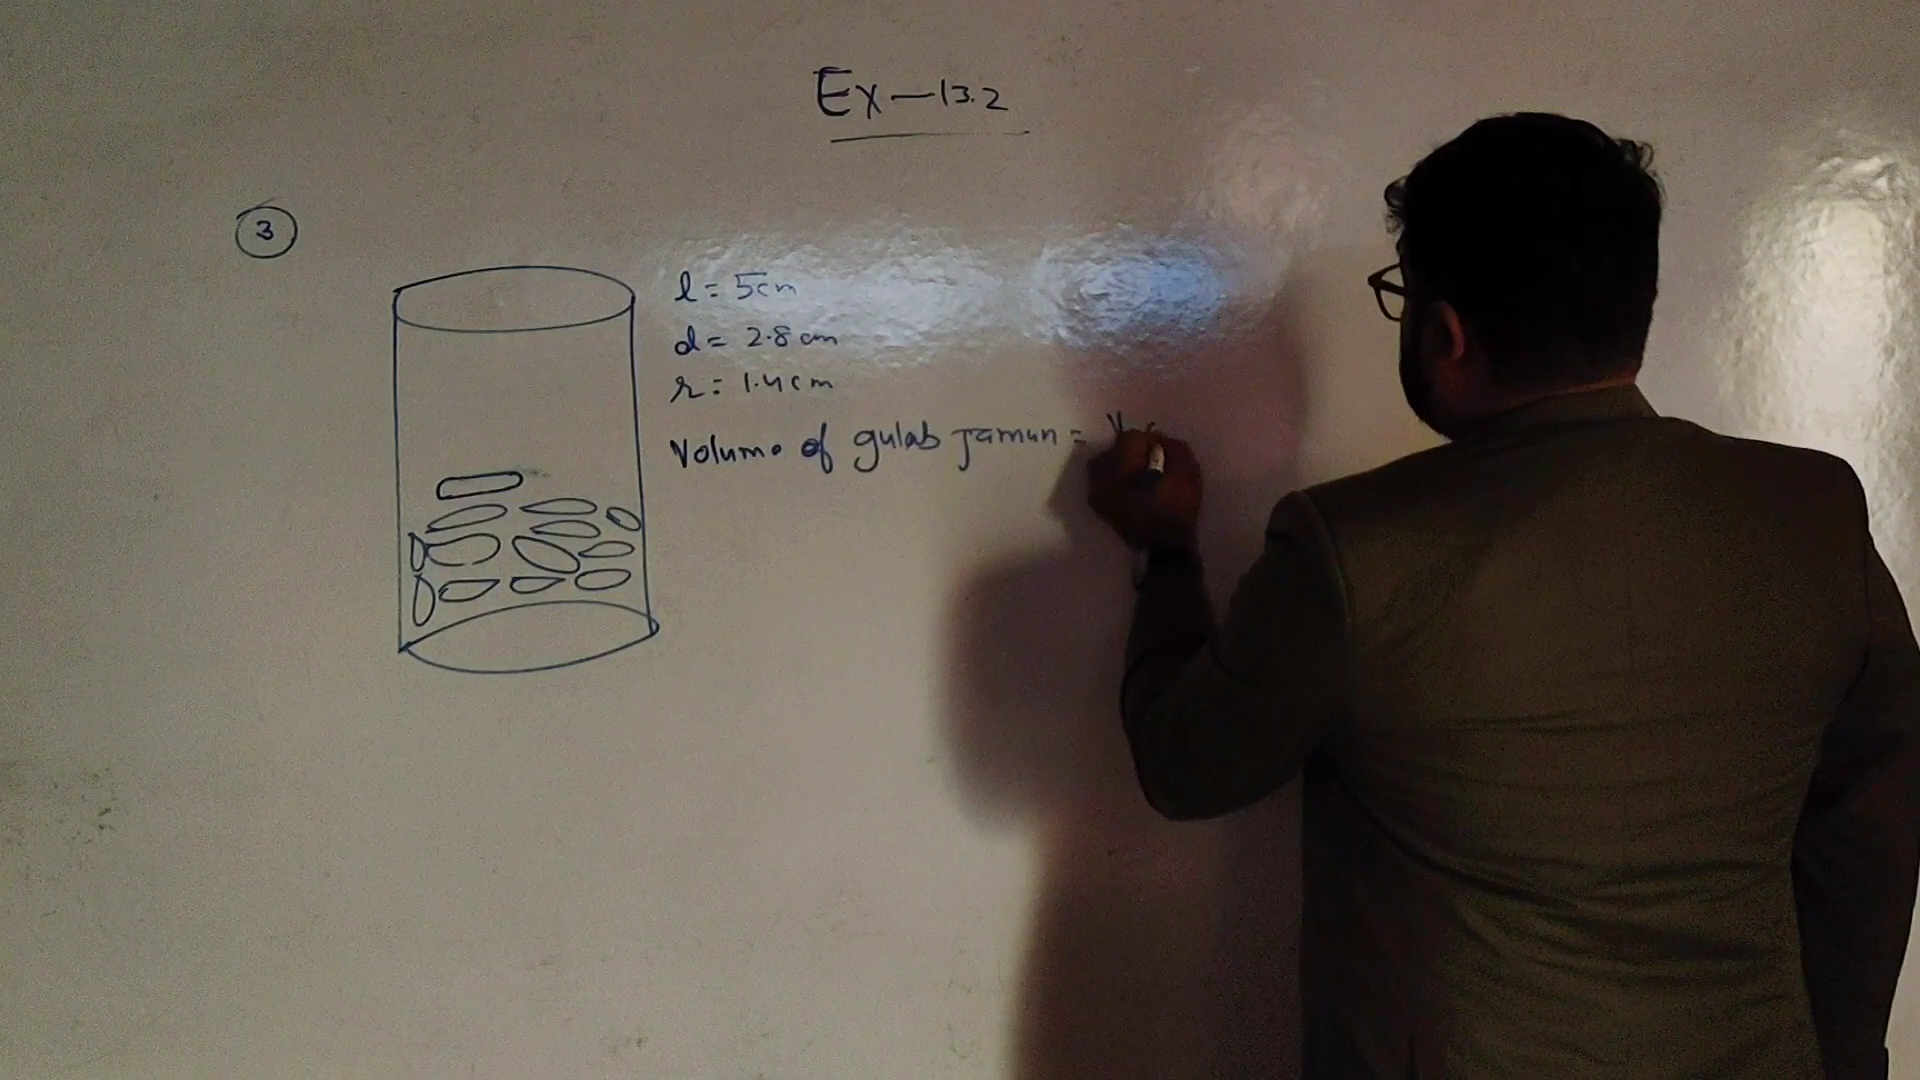 Ex-13.2
3
l = 5cm
d = 2.8 cm
r = 1.4cm
Volume of gulab Jamun =